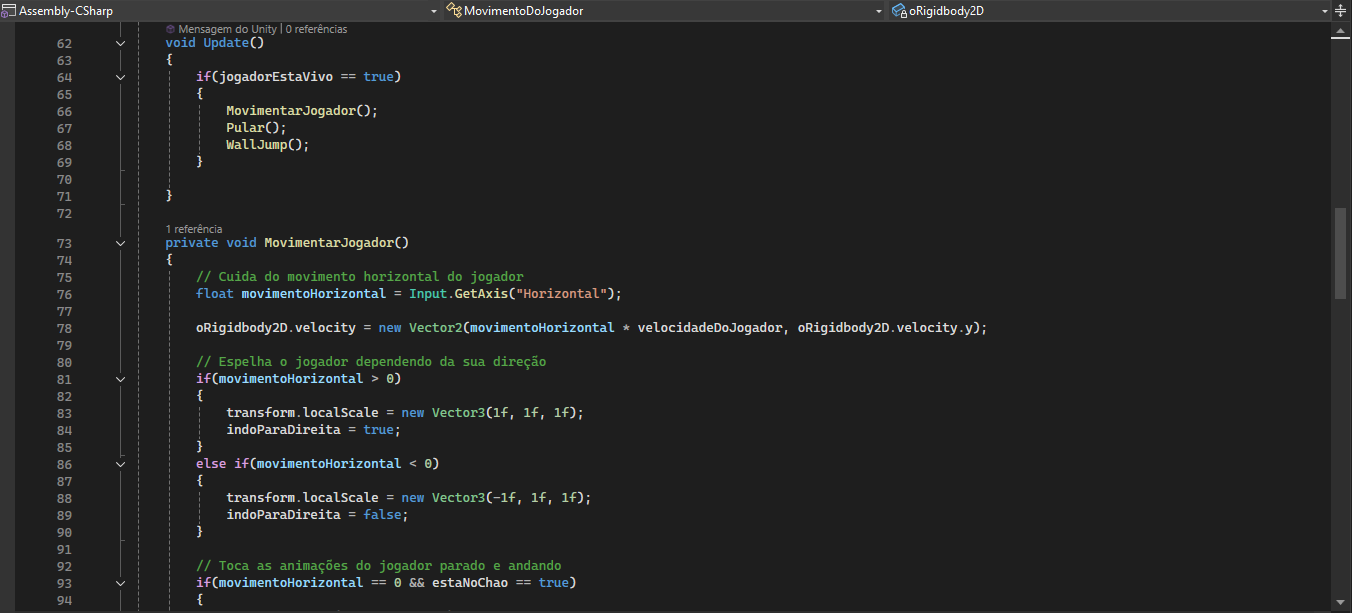 Assembly-CSharp MovimentoDoJogador oRigidbody2D
Mensagem do Unity | 0 referências
62 void Update()
63 {
64 if(jogadorEstaVivo == true)
65 {
66 MovimentarJogador();
67 Pular();
68 WallJump();
69 }
70
71 }
72
1 referência
73 private void MovimentarJogador()
74 {
75 // Cuida do movimento horizontal do jogador
76 float movimentoHorizontal = Input.GetAxis("Horizontal");
77
78 oRigidbody2D.velocity = new Vector2(movimentoHorizontal * velocidadeDoJogador, oRigidbody2D.velocity.y);
79
80 // Espelha o jogador dependendo da sua direção
81 if(movimentoHorizontal > 0)
82 {
83 transform.localScale = new Vector3(1f, 1f, 1f);
84 indoParaDireita = true;
85 }
86 else if(movimentoHorizontal < 0)
87 {
88 transform.localScale = new Vector3(-1f, 1f, 1f);
89 indoParaDireita = false;
90 }
91
92 // Toca as animações do jogador parado e andando
93 if(movimentoHorizontal == 0 && estaNoChao == true)
94 {